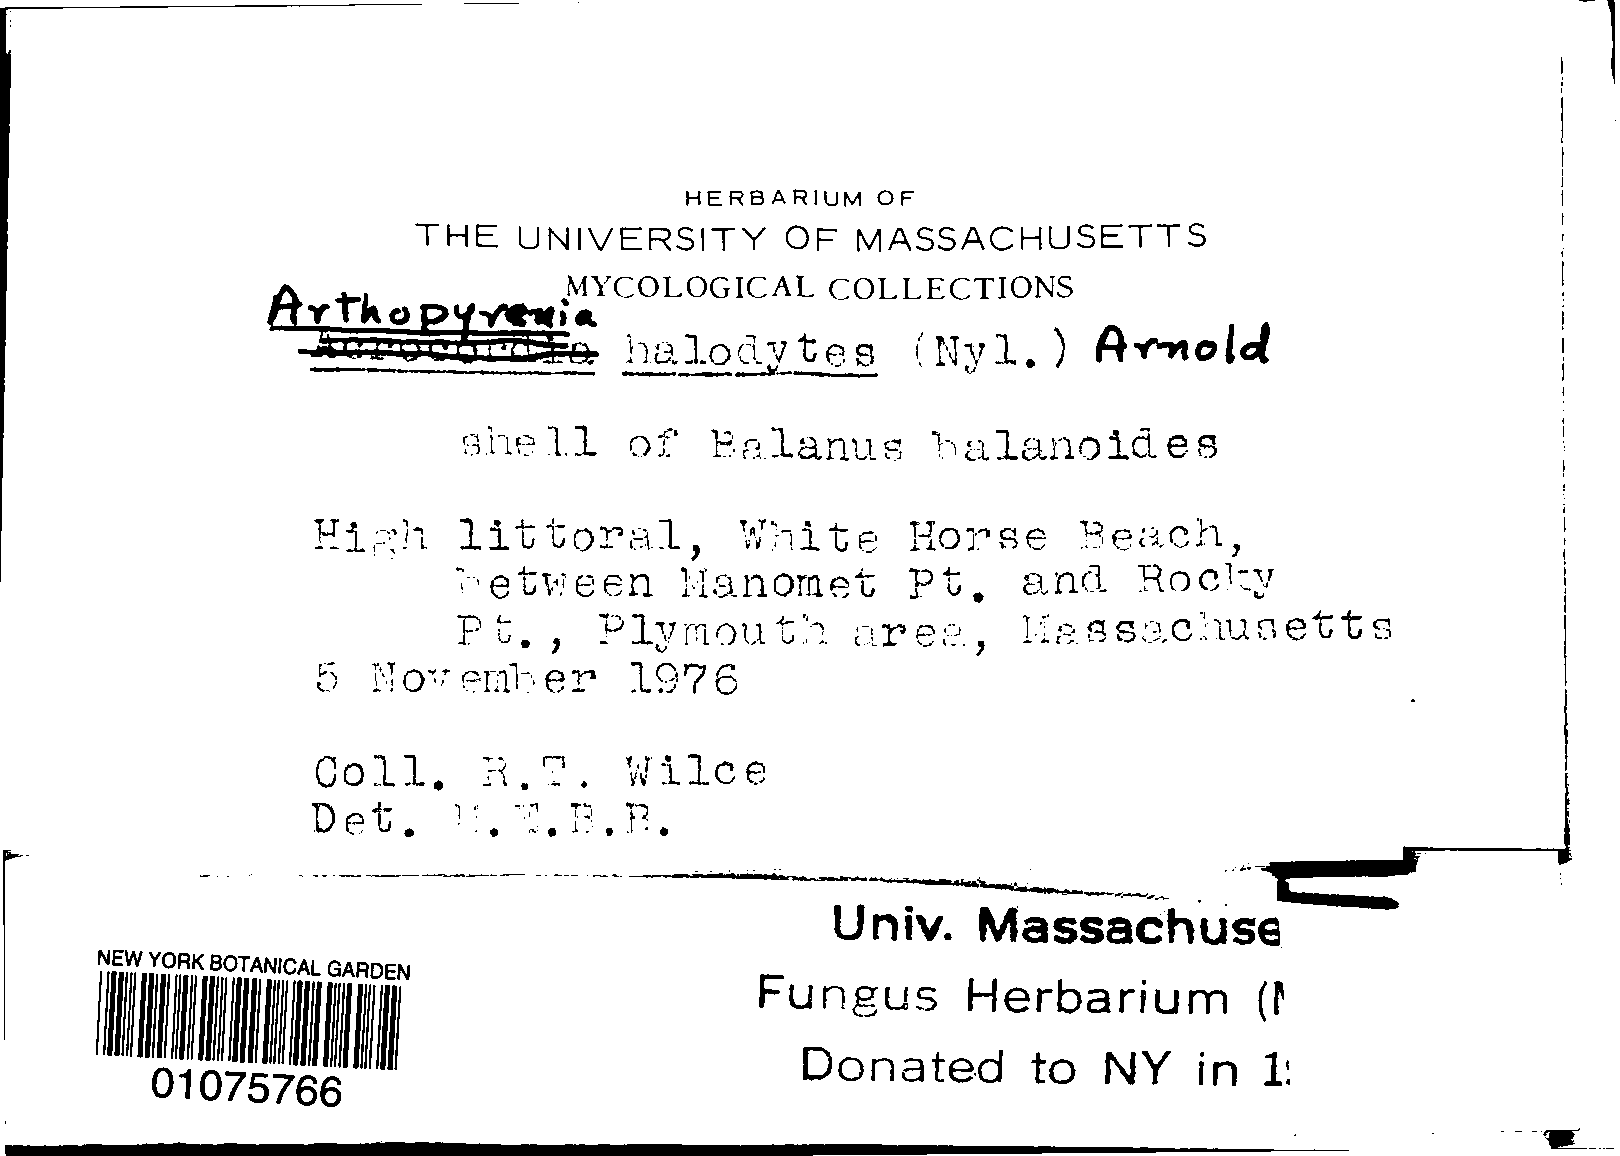 HERBARIUM OF
THE UNIVERSITY OF MASSACHUSETTS
MYCOLOGICAL COLLECTIONS
Arthopyrenia
Acrocordia halodytes (Nyl.) Arnold
shell of Balanus balanoides
High littoral, White Horse Beach,
between Manomet Pt. and Rocky
Pt., Plymouth area, Massachusetts
5 November 1976
Coll. R.T. Wilce
Det.
Univ. Massachuse
Fungus Herbarium (
Donated to NY in 1
NEW YORK BOTANICAL GARDEN
01075766